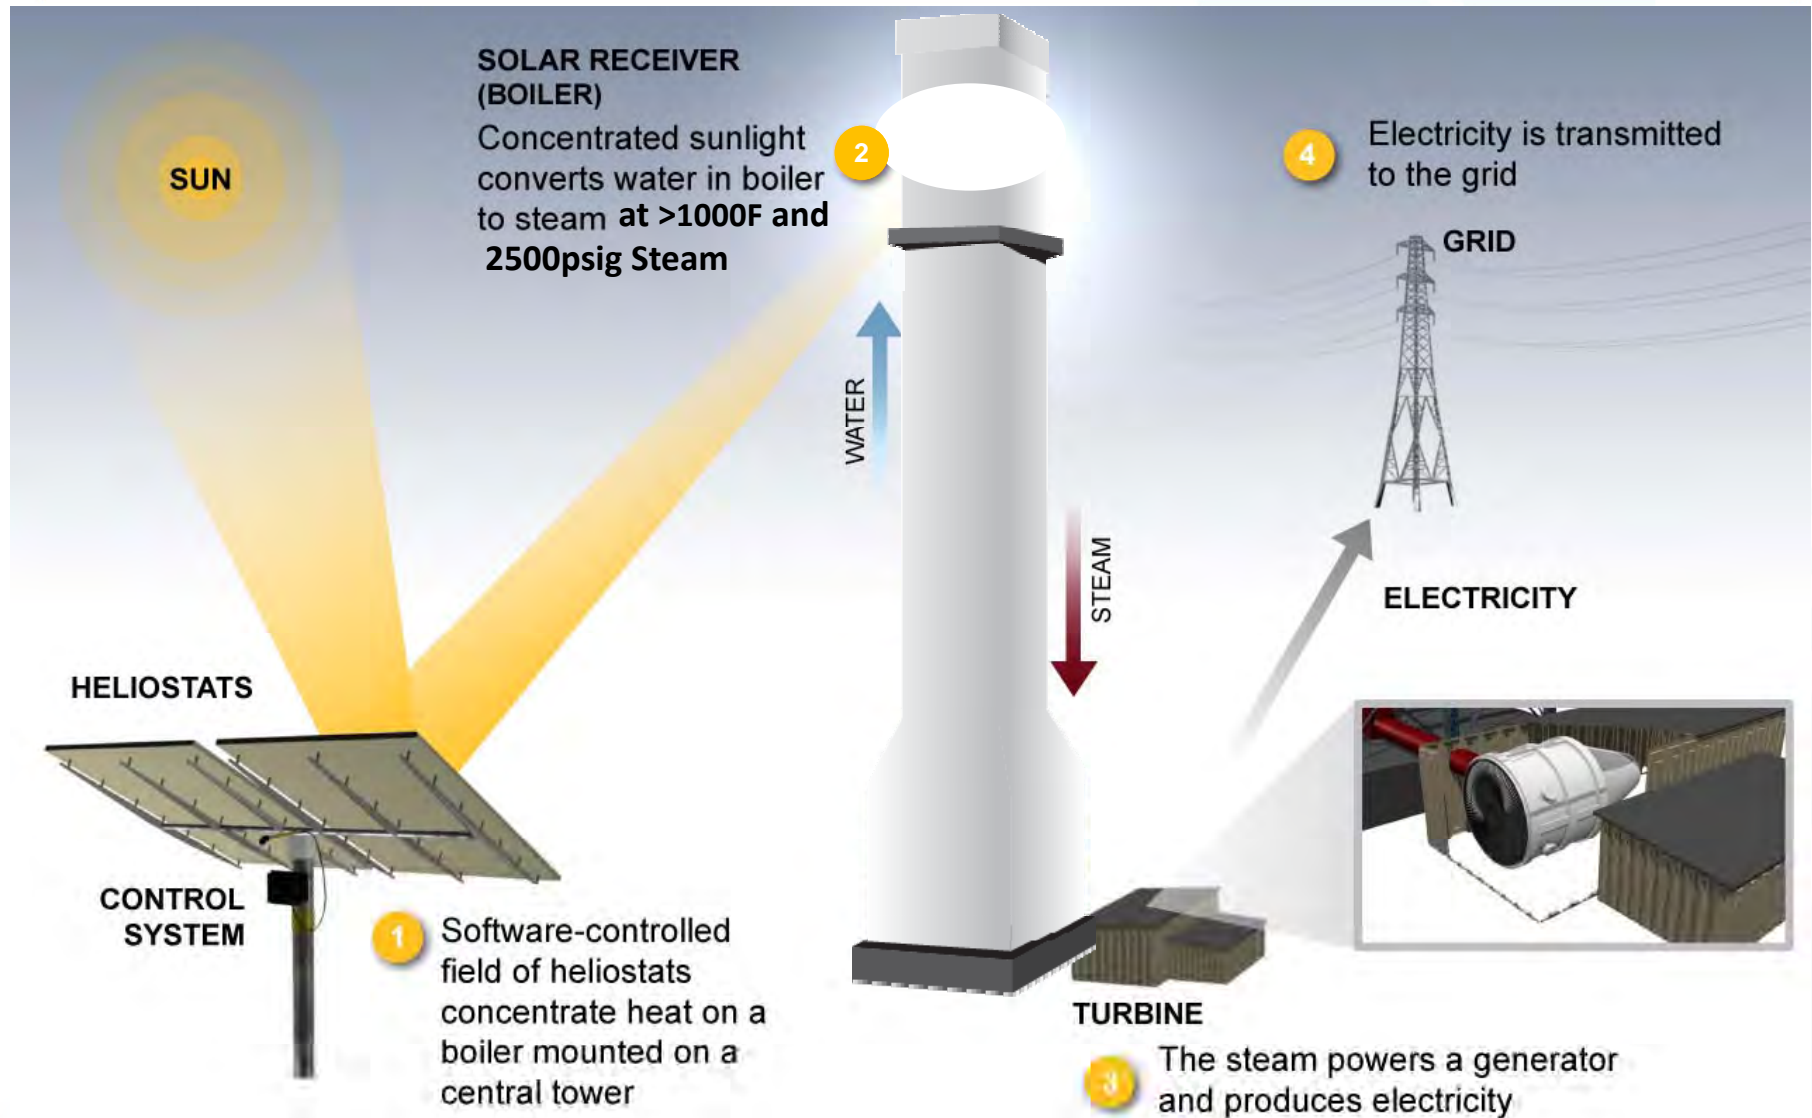 SUN
SOLAR RECEIVER
(BOILER)
Concentrated sunlight
converts water in boiler
to steam at >1000F and
2500psig Steam
2
4
Electricity is transmitted
to the grid
GRID
WATER
STEAM
ELECTRICITY
HELIOSTATS
CONTROL
SYSTEM
1
Software-controlled
field of heliostats
concentrate heat on a
boiler mounted on a
central tower
TURBINE
3
The steam powers a generator
and produces electricity